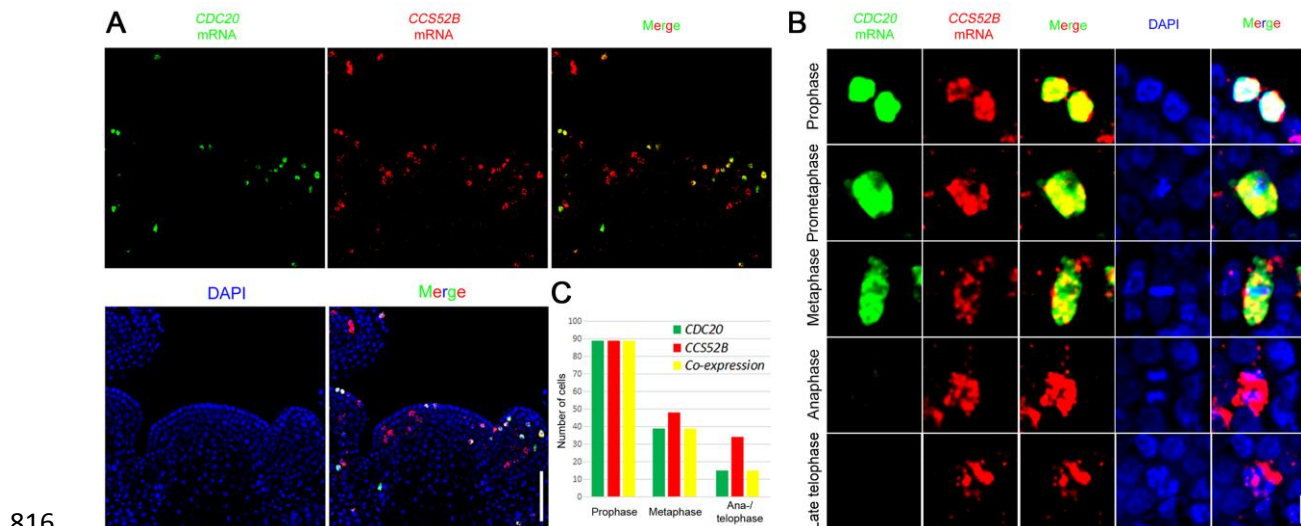 A
CDC20
mRNA
CCS52B
mRNA
Merge
DAPI
Merge
B
CDC20
mRNA
CCS52B
mRNA
Merge
DAPI
Merge
Prophase
Prometaphase
Metaphase
Anaphase
Late telophase
C
100
90
80
70
60
50
40
30
20
10
0
Number of cells
CDC20
CCS52B
Co-expression
Prophase
Metaphase
Ana-/
telophase
816